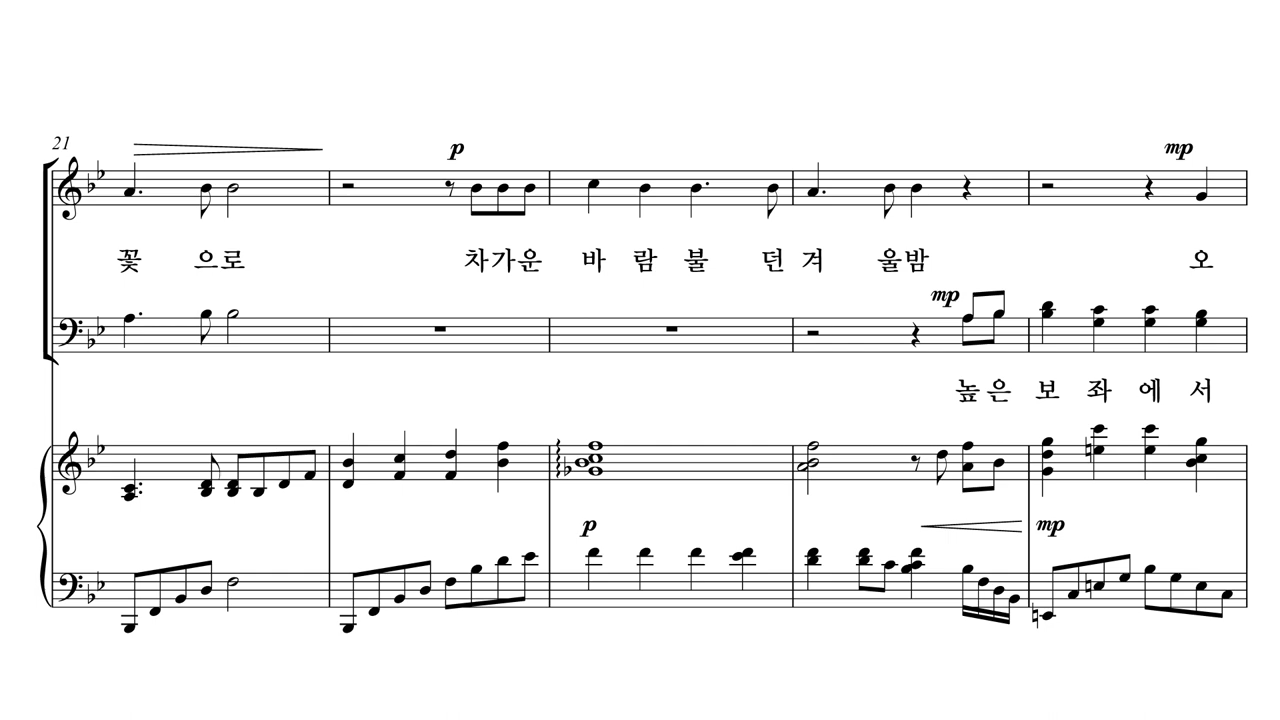 21
p
mp
꽃 으로 차가운 바 람 불 던 겨 울밤 오
mp
높은 보 좌 에 서
p mp